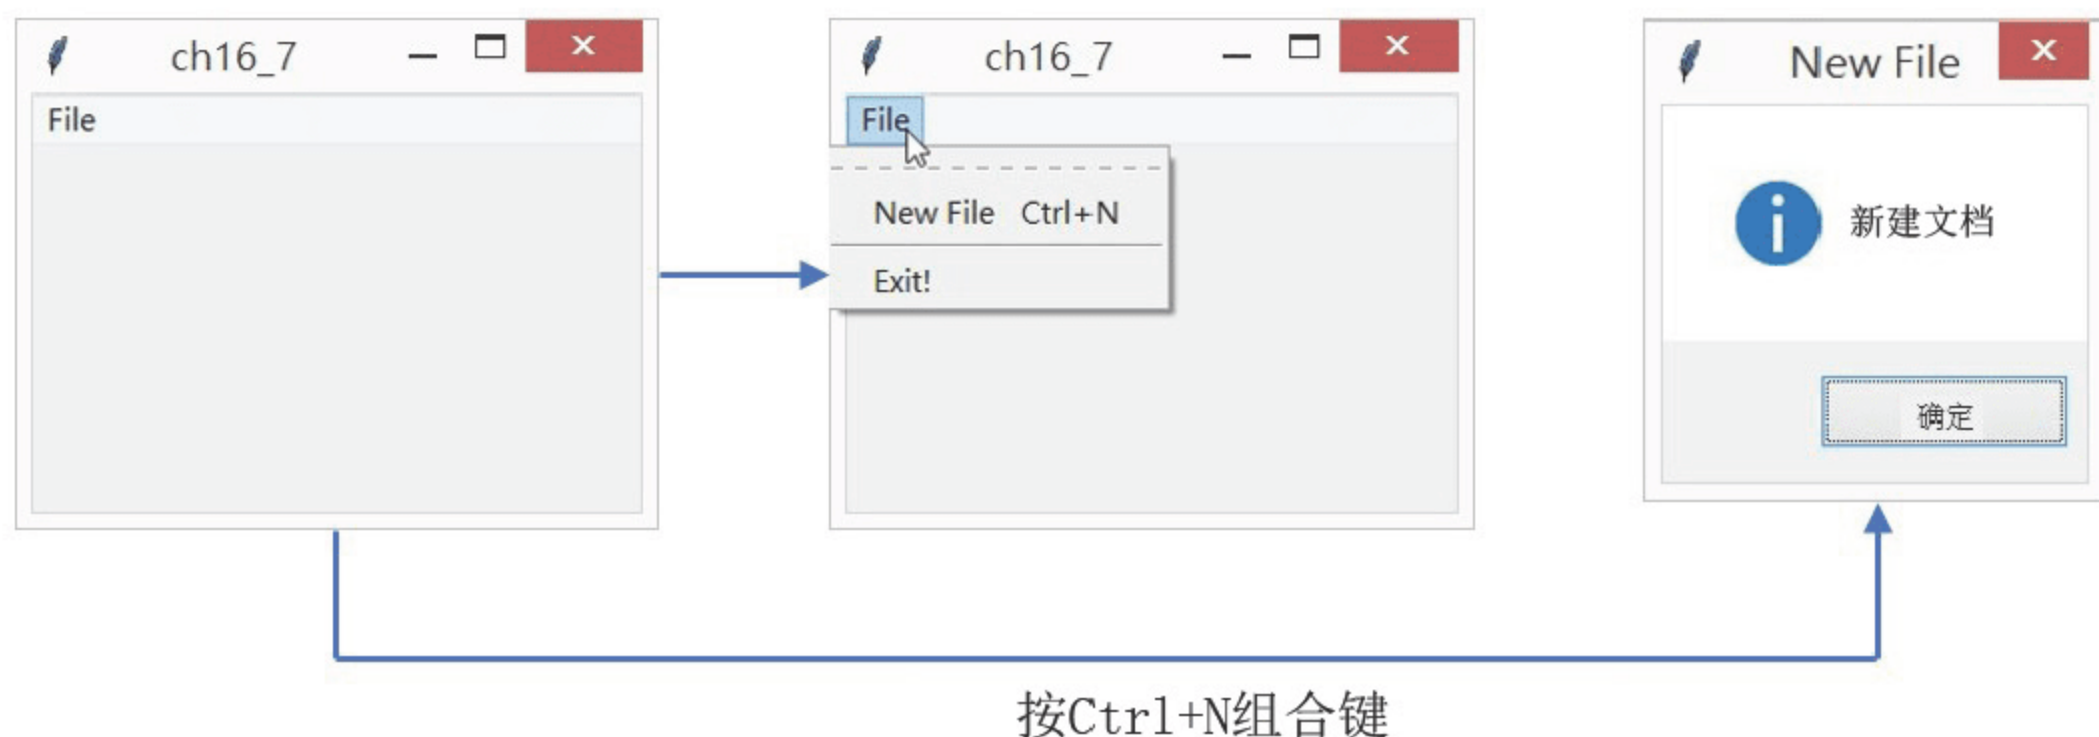 ch16_7
File
ch16_7
File
New File Ctrl+N
Exit!
New File
新建文档
确定
按Ctrl+N组合键